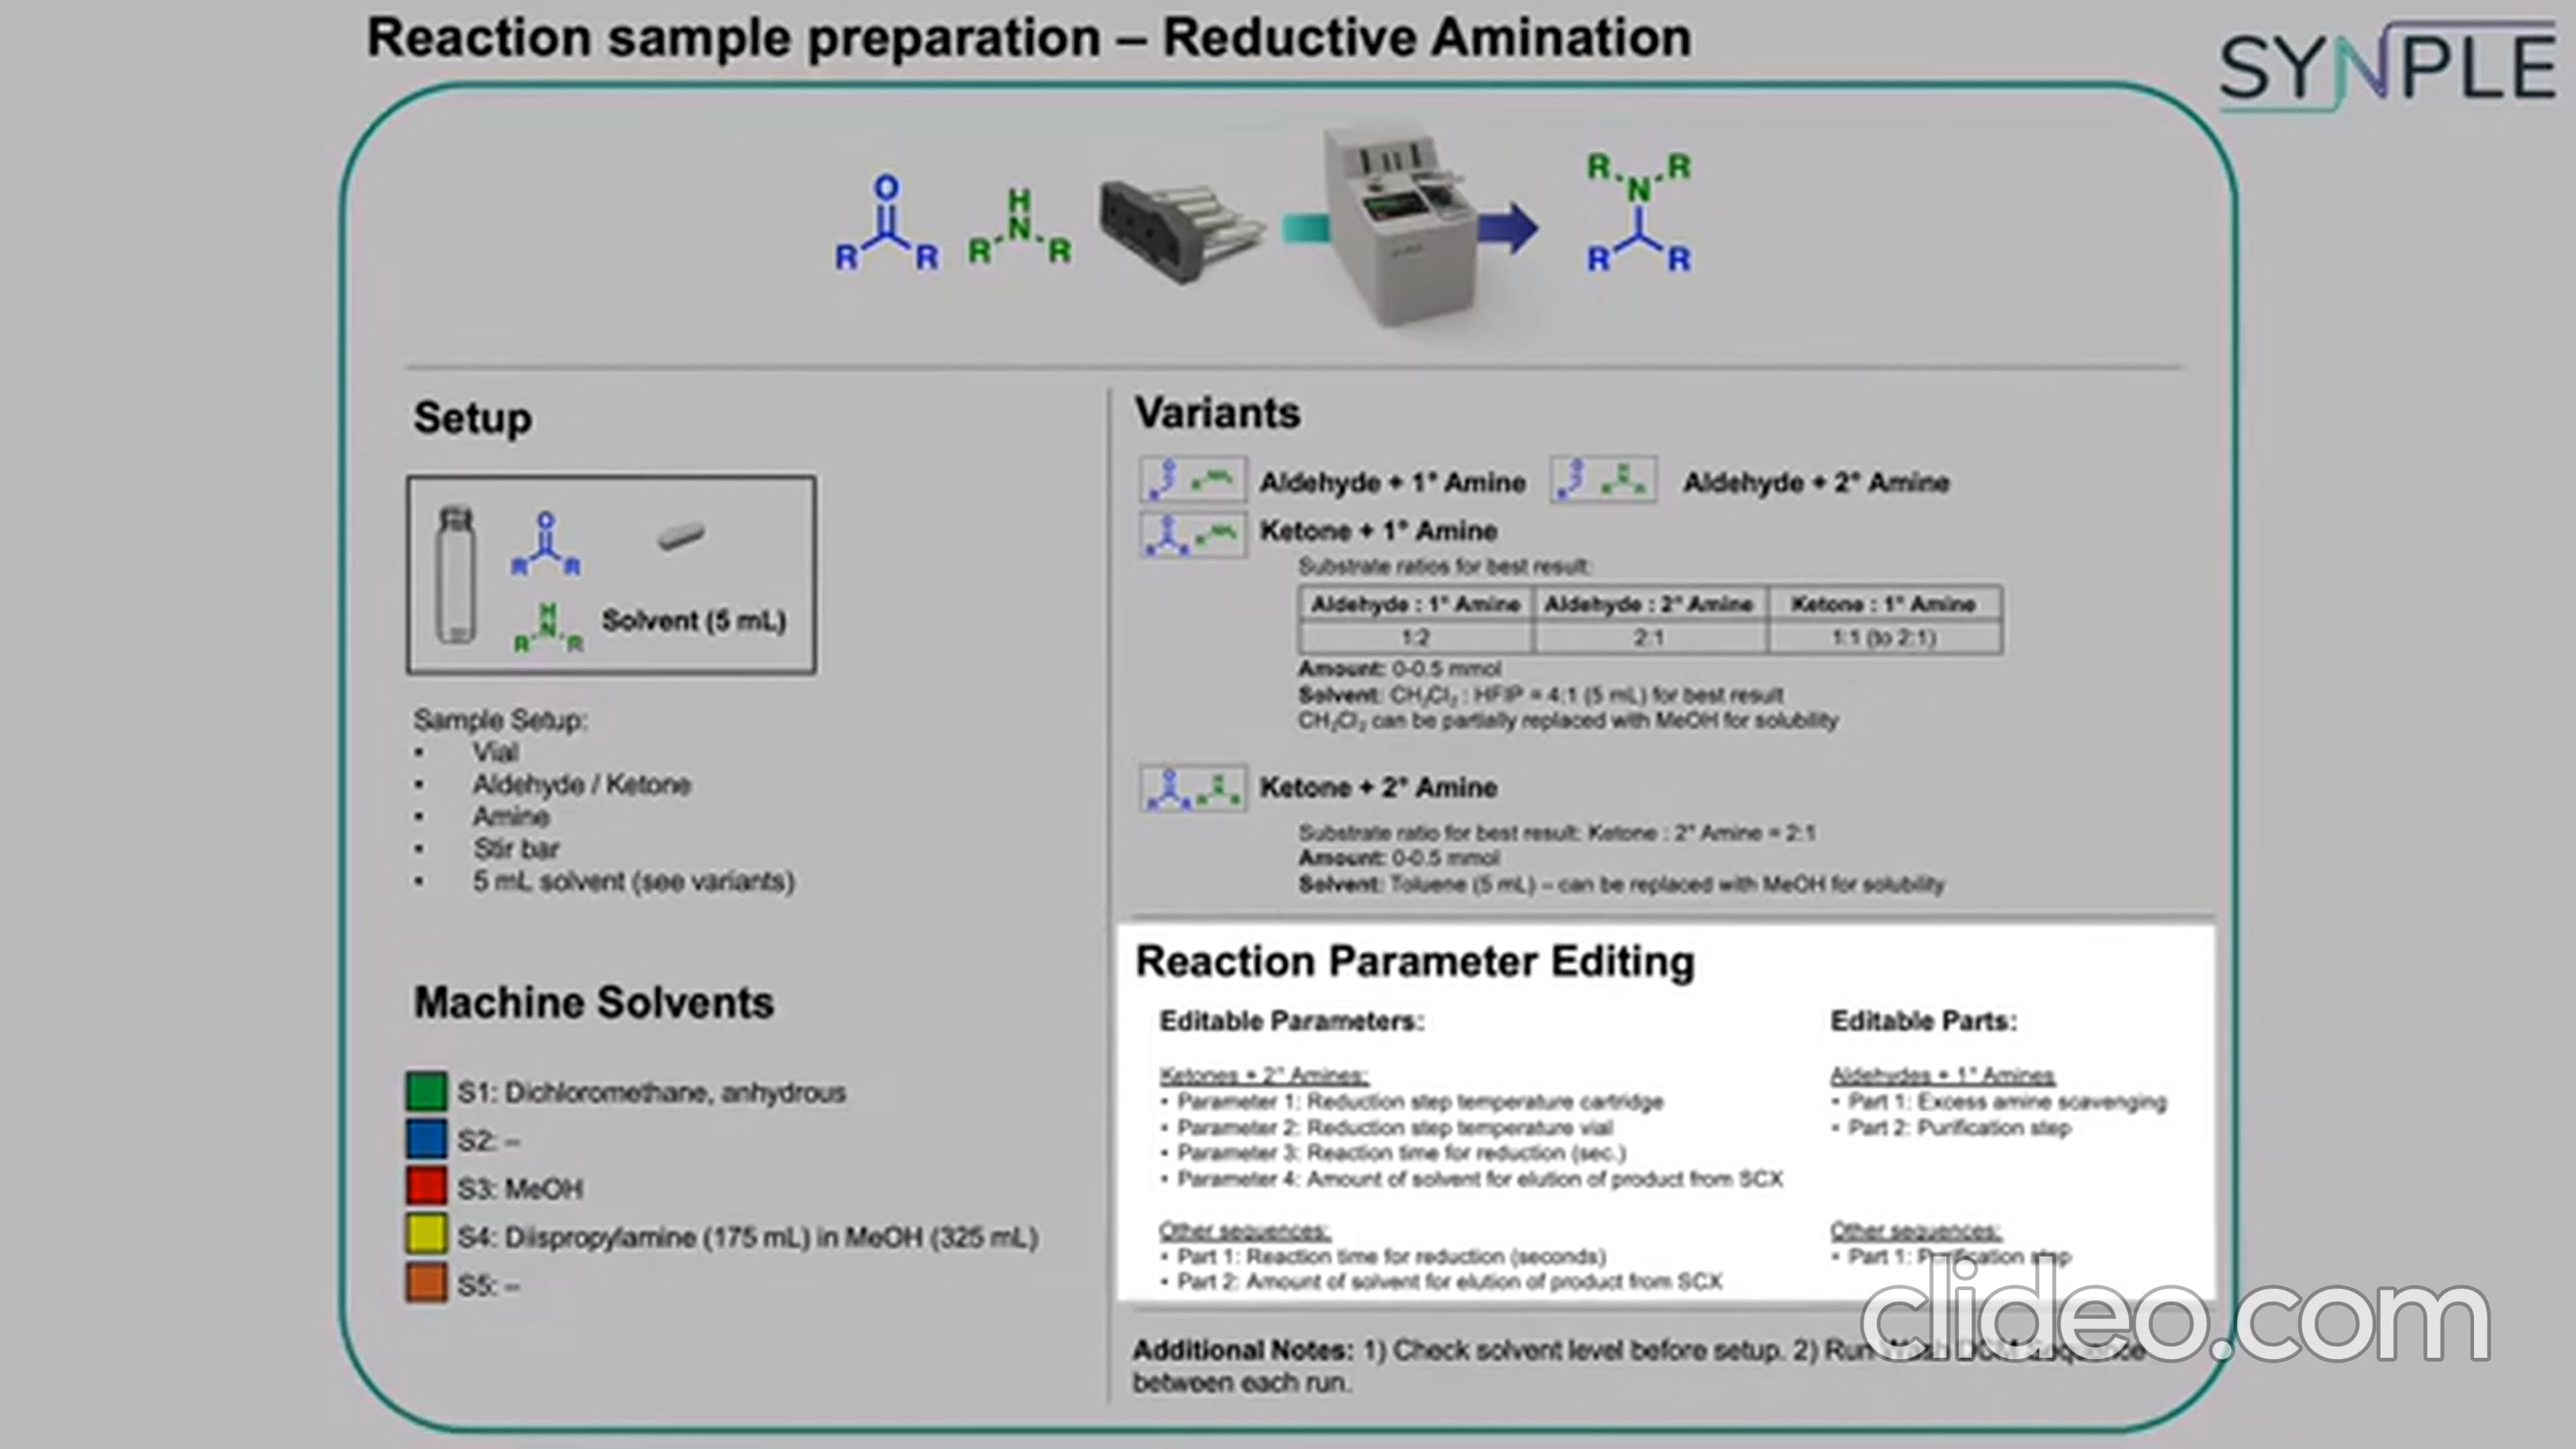 Reaction sample preparation – Reductive Amination
SYNPLE
O
R R
H
N
R R
R R
N
R R
Setup
O
R R
H
N
R R
Solvent (5 mL)
Sample Setup:
• Vial
• Aldehyde / Ketone
• Amine
• Stir bar
• 5 mL solvent (see variants)
Machine Solvents
S1: Dichloromethane, anhydrous
S2: –
S3: MeOH
S4: Diispropylamine (175 mL) in MeOH (325 mL)
S5: –
Variants
Aldehyde + 1° Amine
Aldehyde + 2° Amine
Ketone + 1° Amine
Substrate ratios for best result:
Aldehyde : 1° Amine Aldehyde : 2° Amine Ketone : 1° Amine
1:2 2:1 1:1 (to 2:1)
Amount: 0-0.5 mmol
Solvent: CH₂Cl₂ : HFIP = 4:1 (5 mL) for best result
CH₂Cl₂ can be partially replaced with MeOH for solubility
Ketone + 2° Amine
Substrate ratio for best result: Ketone : 2° Amine = 2:1
Amount: 0-0.5 mmol
Solvent: Toluene (5 mL) – can be replaced with MeOH for solubility
Reaction Parameter Editing
Editable Parameters:
Ketones + 2° Amines:
• Parameter 1: Reduction step temperature cartridge
• Parameter 2: Reduction step temperature vial
• Parameter 3: Reaction time for reduction (sec.)
• Parameter 4: Amount of solvent for elution of product from SCX
Other sequences:
• Part 1: Reaction time for reduction (seconds)
• Part 2: Amount of solvent for elution of product from SCX
Editable Parts:
Aldehydes + 1° Amines
• Part 1: Excess amine scavenging
• Part 2: Purification step
Other sequences:
• Part 1: Purification step
Additional Notes: 1) Check solvent level before setup. 2) Run Wash DCM Sequence
between each run.
clideo.com